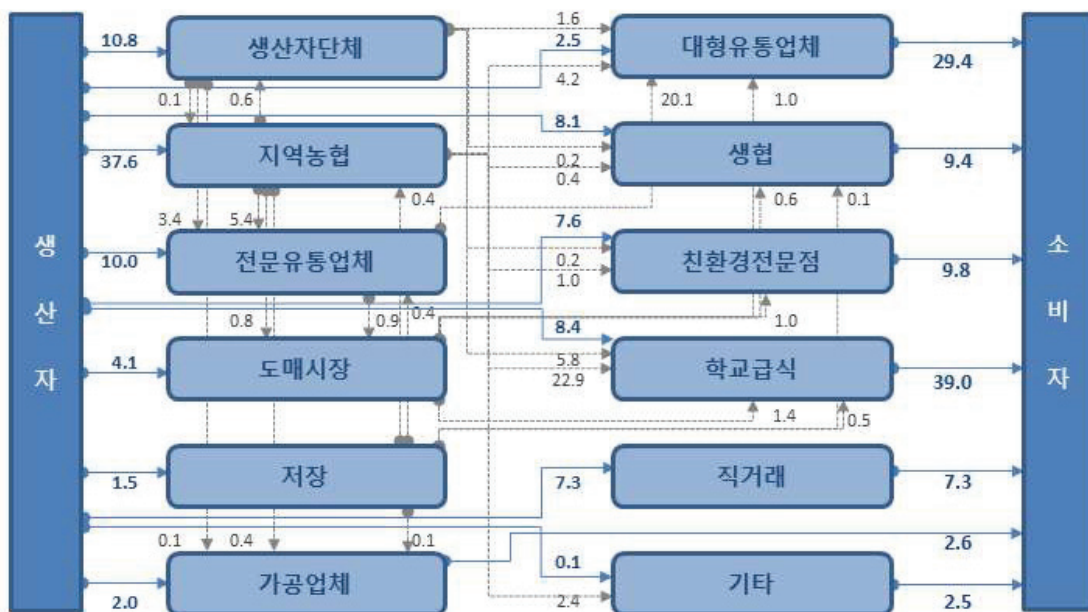 생
산
자
소
비
자
10.8
생산자단체
1.6
2.5
4.2
대형유통업체
29.4
0.1
0.6
20.1
1.0
37.6
지역농협
8.1
0.2
0.4
생협
9.4
3.4
5.4
0.4
7.6
0.6
0.1
10.0
전문유통업체
0.2
1.0
친환경전문점
9.8
0.8
0.9
0.4
8.4
1.0
4.1
도매시장
5.8
22.9
학교급식
39.0
1.4
0.5
1.5
저장
7.3
직거래
7.3
0.1
0.4
0.1
0.1
2.6
2.0
가공업체
2.4
기타
2.5